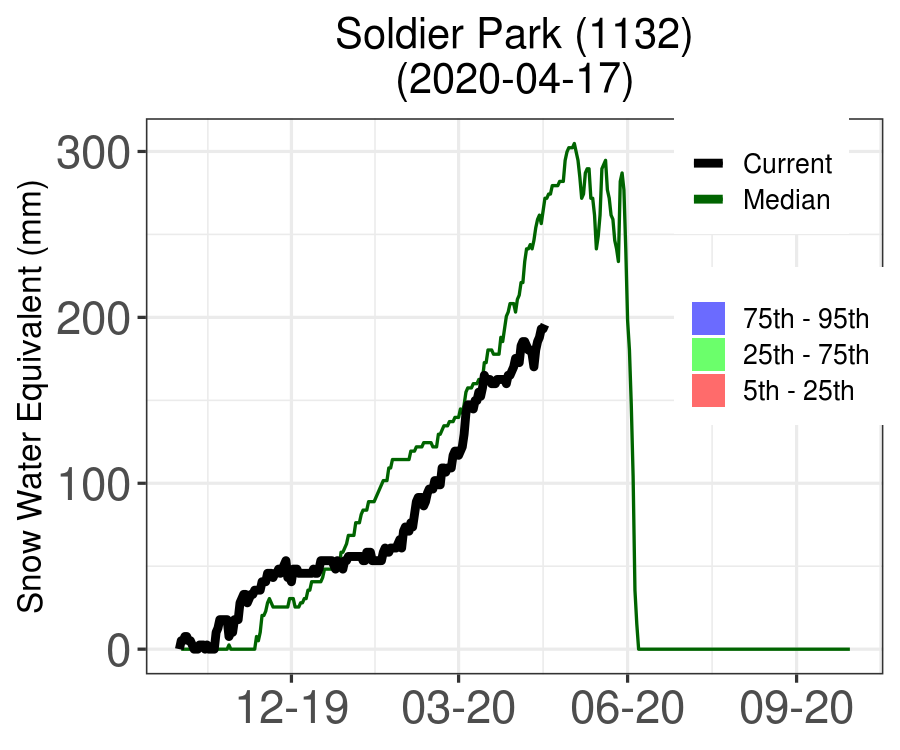 Soldier Park (1132)
(2020-04-17)
Snow Water Equivalent (mm)
300
200
100
0
12-19
03-20
06-20
09-20
Current
Median
75th - 95th
25th - 75th
5th - 25th